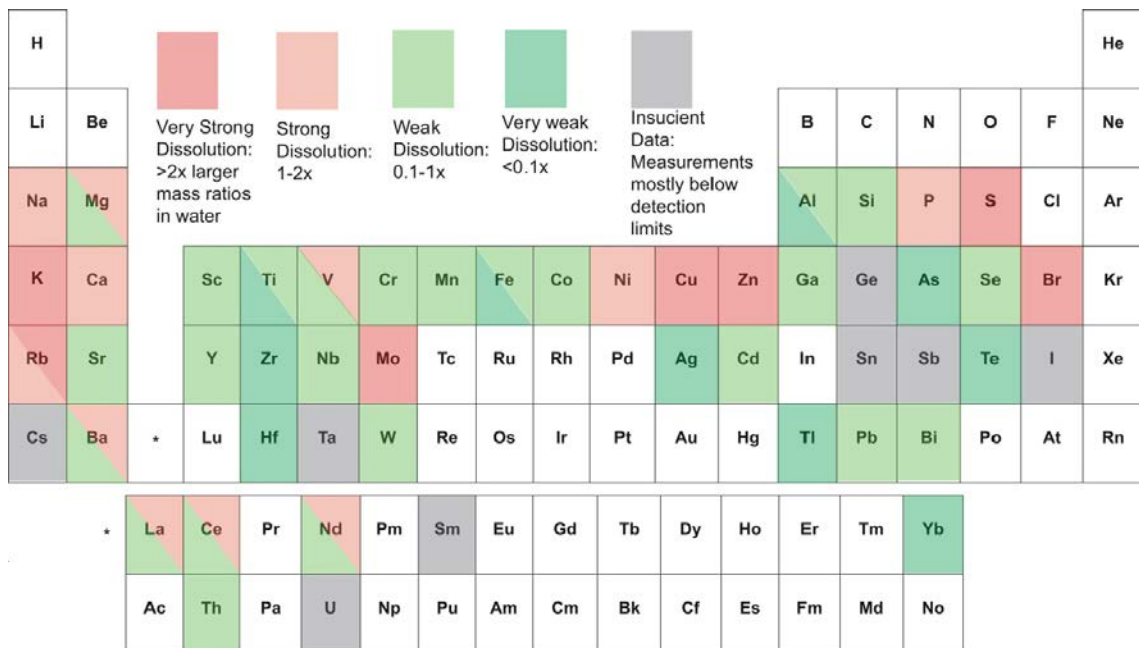 H He
Very Strong
Dissolution:
>2x larger
mass ratios
in water
Strong
Dissolution:
1-2x
Weak
Dissolution:
0.1-1x
Very weak
Dissolution:
<0.1x
Insucient
Data:
Measurements
mostly below
detection
limits
Li Be B C N O F Ne
Na Mg Al Si P S Cl Ar
K Ca Sc Ti V Cr Mn Fe Co Ni Cu Zn Ga Ge As Se Br Kr
Rb Sr Y Zr Nb Mo Tc Ru Rh Pd Ag Cd In Sn Sb Te I Xe
Cs Ba * Lu Hf Ta W Re Os Ir Pt Au Hg Tl Pb Bi Po At Rn
* La Ce Pr Nd Pm Sm Eu Gd Tb Dy Ho Er Tm Yb
Ac Th Pa U Np Pu Am Cm Bk Cf Es Fm Md No